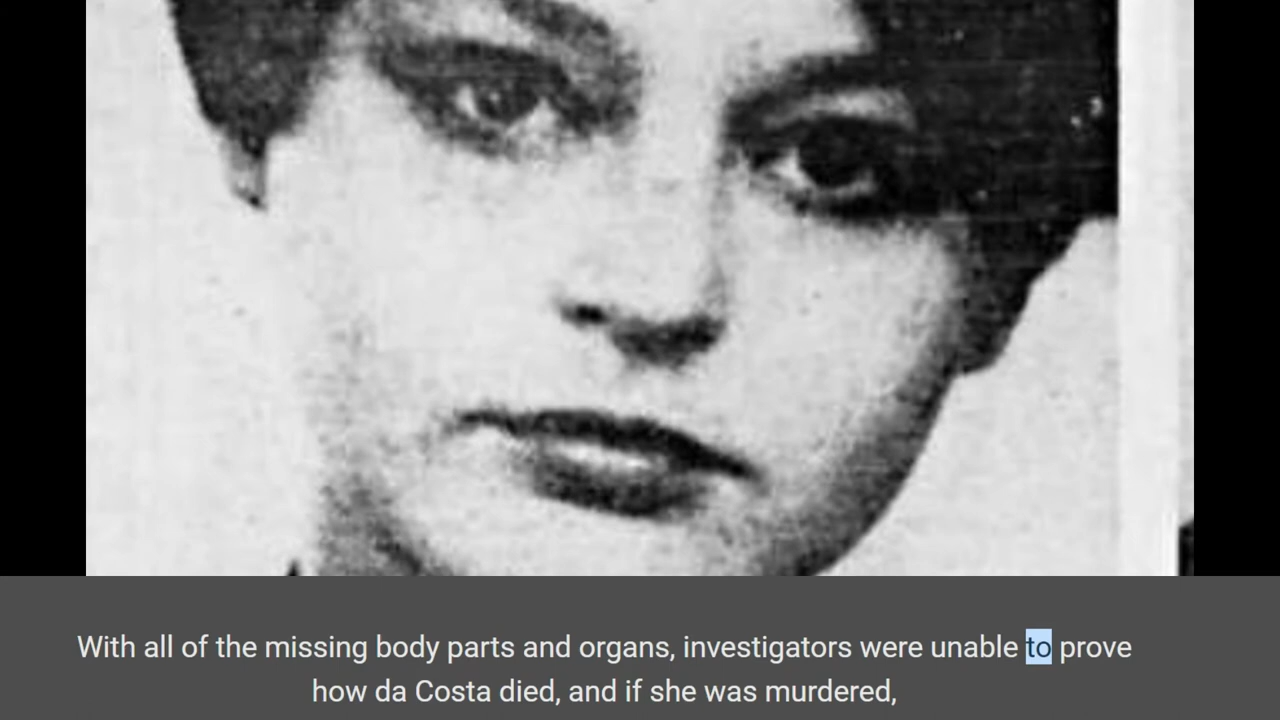 With all of the missing body parts and organs, investigators were unable to prove
how da Costa died, and if she was murdered,